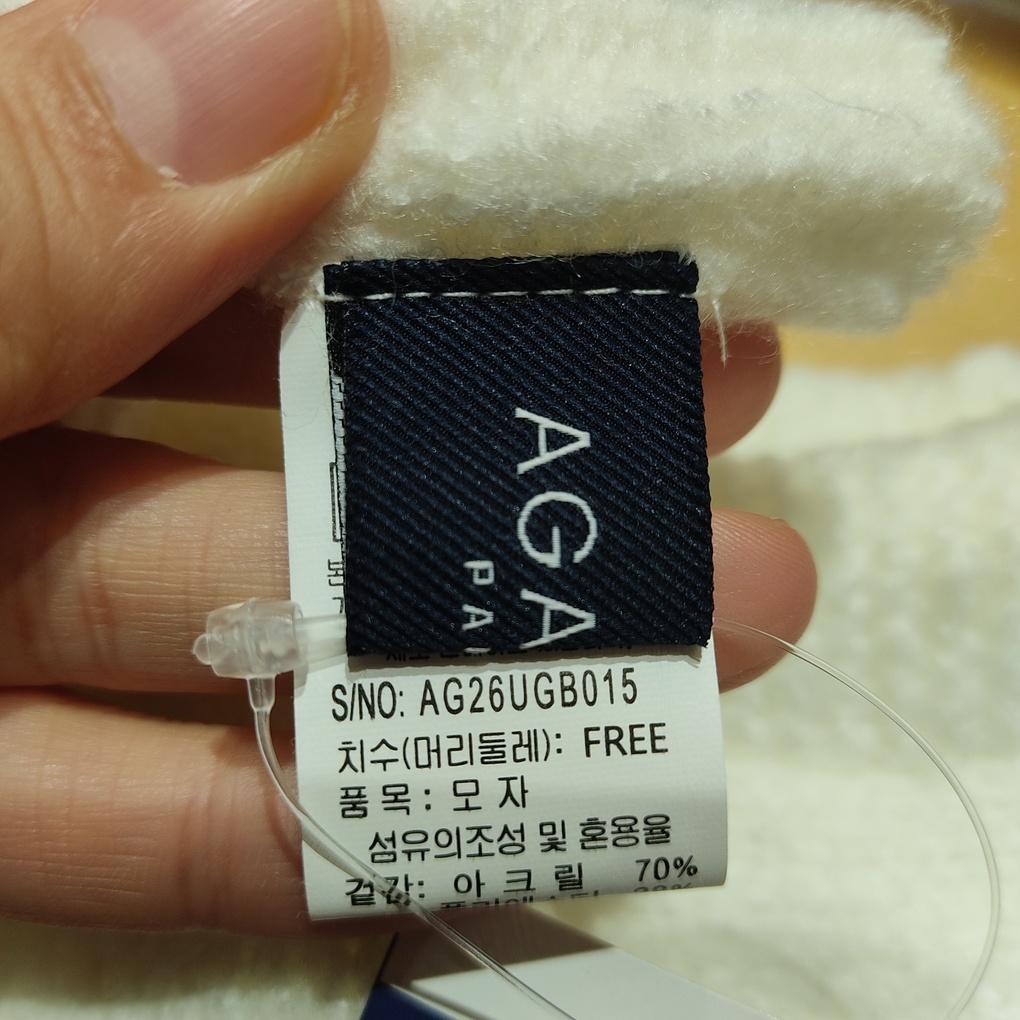 AGA
PA
S/NO: AG26UGB015
치수(머리둘레): FREE
품 목 : 모 자
섬유의조성 및 혼용율
겉감: 아 크 릴 70%